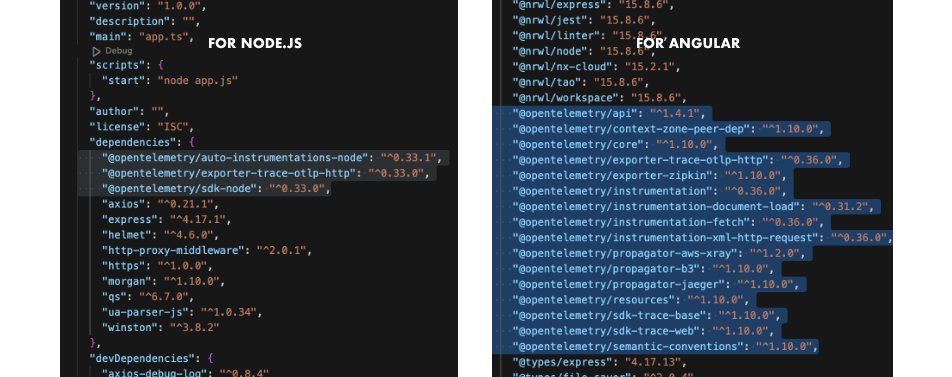 "version": "1.0.0",
"description": "",
"main": "app.ts",
FOR NODE.JS
Debug
"scripts": {
"start": "node app.js"
},
"author": "",
"license": "ISC",
"dependencies": {
"@opentelemetry/auto-instrumentations-node": "^0.33.1",
"@opentelemetry/exporter-trace-otlp-http": "^0.33.0",
"@opentelemetry/sdk-node": "^0.33.0",
"axios": "^0.21.1",
"express": "^4.17.1",
"helmet": "^4.6.0",
"http-proxy-middleware": "^2.0.1",
"https": "^1.0.0",
"morgan": "^1.10.0",
"qs": "^6.7.0",
"ua-parser-js": "^1.0.34",
"winston": "^3.8.2"
},
"devDependencies": {
"axios-debug-log": "^0.8.4"
"@nrwl/express": "15.8.6",
"@nrwl/jest": "15.8.6",
"@nrwl/linter": "15.8.6",
FOR ANGULAR
"@nrwl/node": "15.8.6",
"@nrwl/nx-cloud": "15.2.1",
"@nrwl/tao": "15.8.6",
"@nrwl/workspace": "15.8.6",
"@opentelemetry/api": "^1.4.1",
"@opentelemetry/context-zone-peer-dep": "^1.10.0",
"@opentelemetry/core": "^1.10.0",
"@opentelemetry/exporter-trace-otlp-http": "^0.36.0",
"@opentelemetry/exporter-zipkin": "^1.10.0",
"@opentelemetry/instrumentation": "^0.36.0",
"@opentelemetry/instrumentation-document-load": "^0.31.2",
"@opentelemetry/instrumentation-fetch": "^0.36.0",
"@opentelemetry/instrumentation-xml-http-request": "^0.36.0",
"@opentelemetry/propagator-aws-xray": "^1.2.0",
"@opentelemetry/propagator-b3": "^1.10.0",
"@opentelemetry/propagator-jaeger": "^1.10.0",
"@opentelemetry/resources": "^1.10.0",
"@opentelemetry/sdk-trace-base": "^1.10.0",
"@opentelemetry/sdk-trace-web": "^1.10.0",
"@opentelemetry/semantic-conventions": "^1.10.0",
"@types/express": "4.17.13",
"@types/file-saver": "^2.0.4",